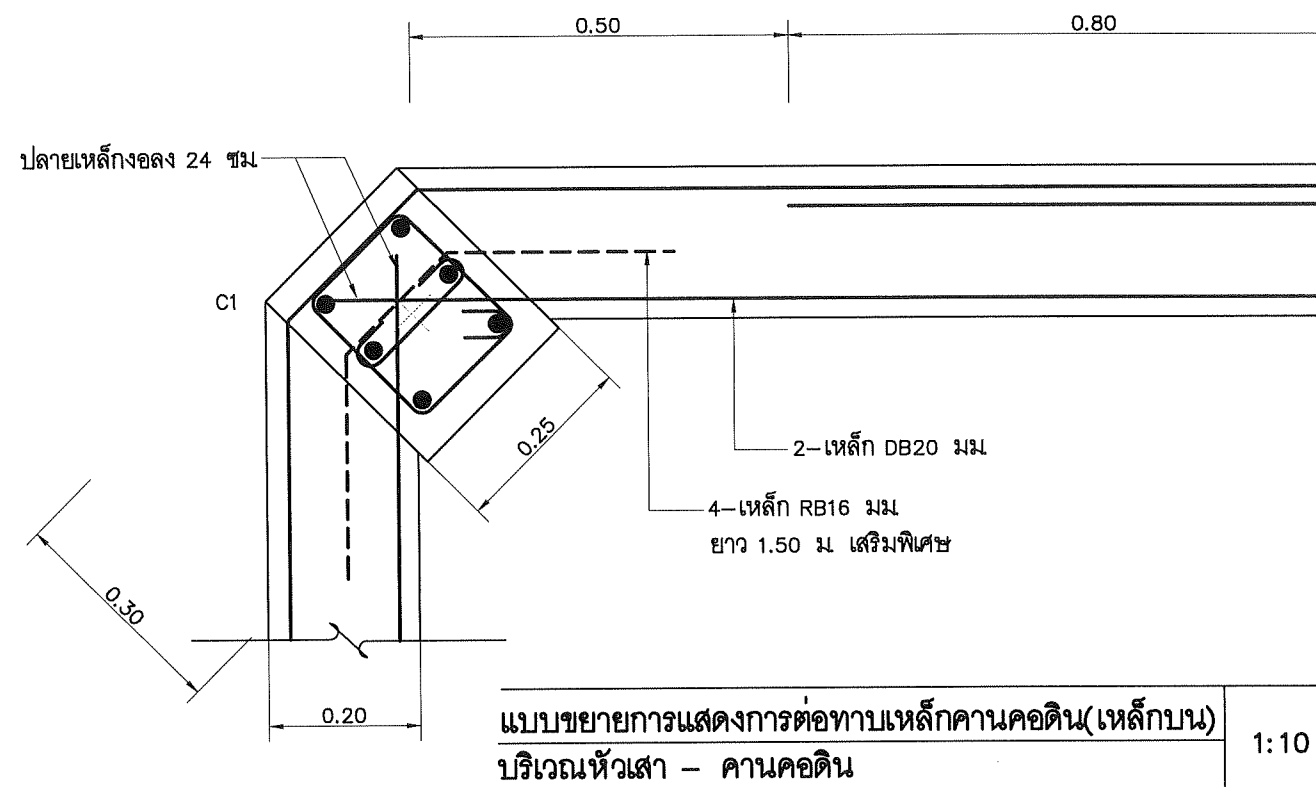 0.50
0.80
ปลายเหล็กงอลง 24 ซม.
C1
0.25
2-เหล็ก DB20 มม.
4-เหล็ก RB16 มม.
ยาว 1.50 ม. เสริมพิเศษ
0.30
0.20
แบบขยายการแสดงการต่อทาบเหล็กคานคอดิน(เหล็กบน)
1:10
บริเวณหัวเสา - คานคอดิน